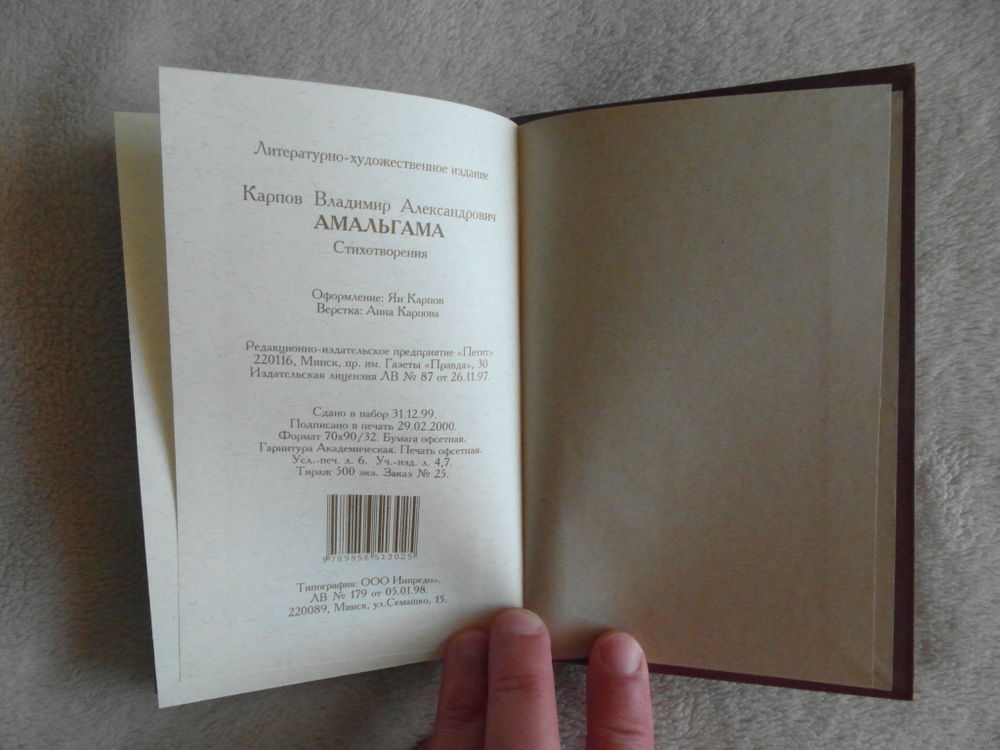 Литературно-художественное издание
Карпов Владимир Александрович
АМАЛЬГАМА
Стихотворения
Оформление: Ян Карпов
Верстка: Анна Карпова
Редакционно-издательское предприятие «Петит»
220116, Минск, пр. им. Газеты «Правда», 30
Издательская лицензия ЛВ № 87 от 26.11.97.
Сдано в набор 31.12.99.
Подписано в печать 29.02.2000.
Формат 70х90/32. Бумага офсетная.
Гарнитура Академическая. Печать офсетная.
Усл.-печ. л. 6. Уч.-изд. л. 4,7.
Тираж 500 экз. Заказ № 25.
9 789856 513025
Типография: ООО Инпредо».
ЛВ № 179 от 05.01.98.
220089, Минск, ул.Семашко, 15.